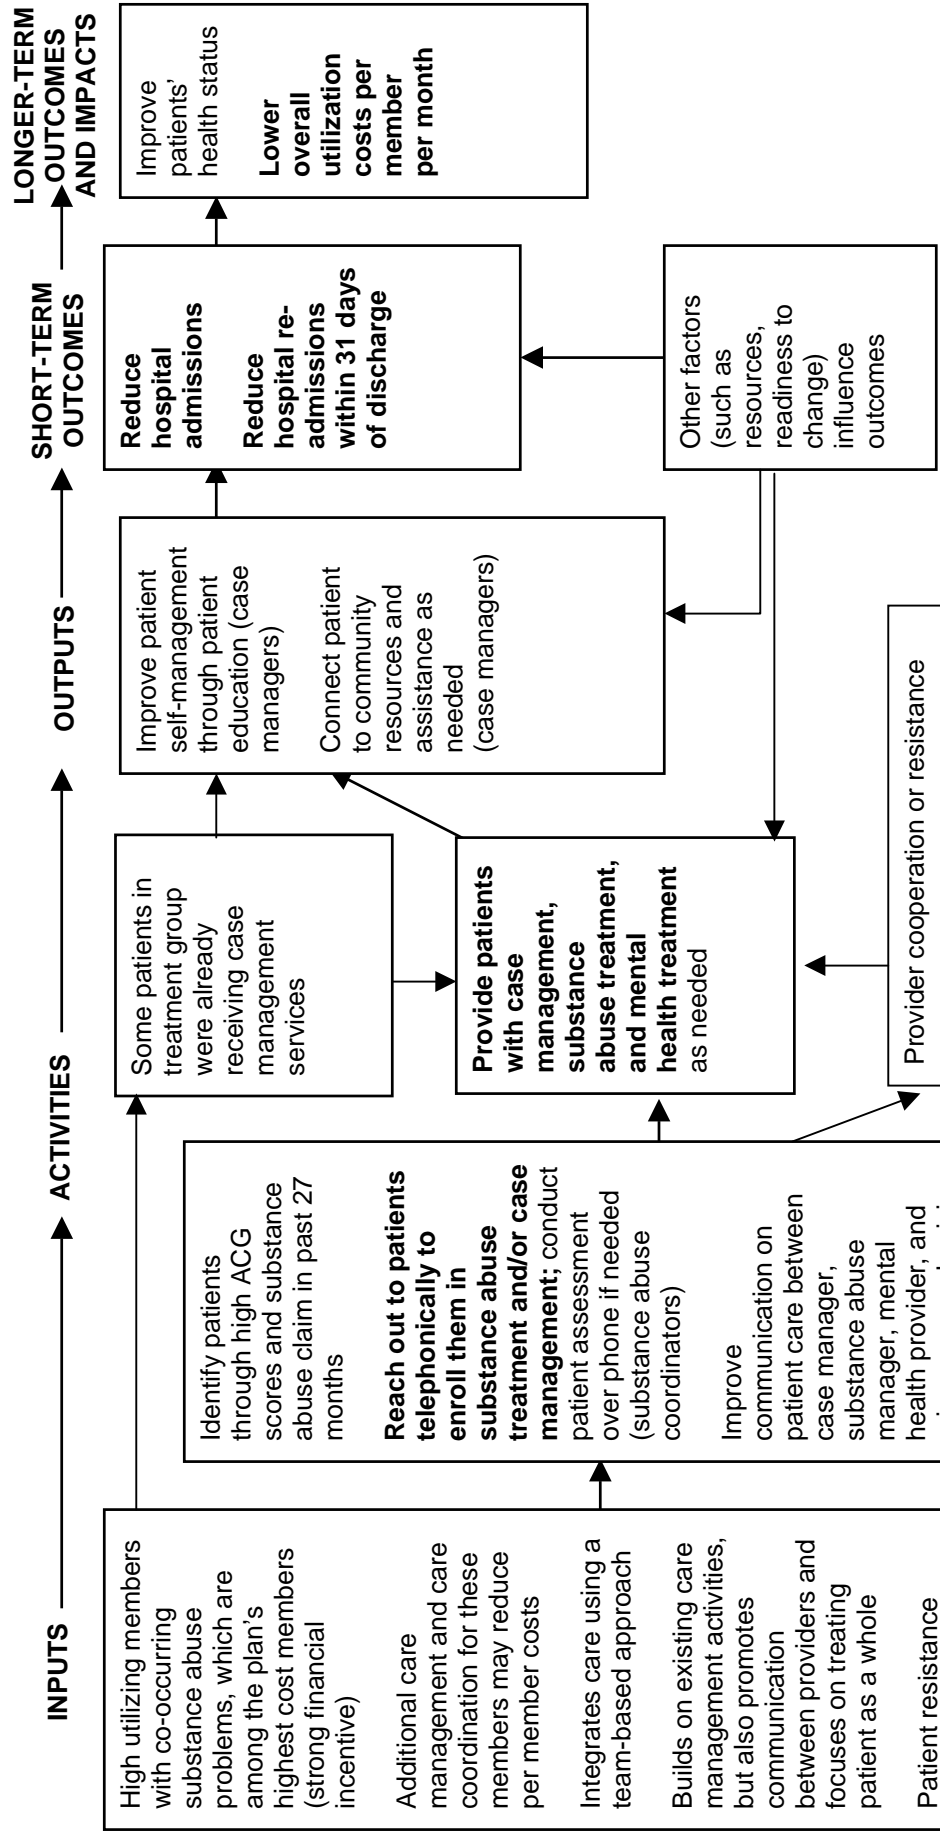 INPUTS
ACTIVITIES
OUTPUTS
SHORT-TERM
OUTCOMES
LONGER-TERM
OUTCOMES
AND IMPACTS
High utilizing members
with co-occurring
substance abuse
problems, which are
among the plan's
highest cost members
(strong financial
incentive)
Additional care
management and care
coordination for these
members may reduce
per member costs
Integrates care using a
team-based approach
Builds on existing care
management activities,
but also promotes
communication
between providers and
focuses on treating
patient as a whole
Patient resistance
Identify patients
through high ACG
scores and substance
abuse claim in past 27
months
Reach out to patients
telephonically to
enroll them in
substance abuse
treatment and/or case
management; conduct
patient assessment
over phone if needed
(substance abuse
coordinators)
Improve
communication on
patient care between
case manager,
substance abuse
manager, mental
health provider, and
Some patients in
treatment group
were already
receiving case
management
services
Provide patients
with case
management,
substance
abuse treatment,
and mental
health treatment
as needed
Provider cooperation or resistance
Improve patient
self-management
through patient
education (case
managers)
Connect patient
to community
resources and
assistance as
needed
(case managers)
Reduce
hospital
admissions
Reduce
hospital re-
admissions
within 31 days
of discharge
Other factors
(such as
resources,
readiness to
change)
influence
outcomes
Improve
patients'
health status
Lower
overall
utilization
costs per
member
per month